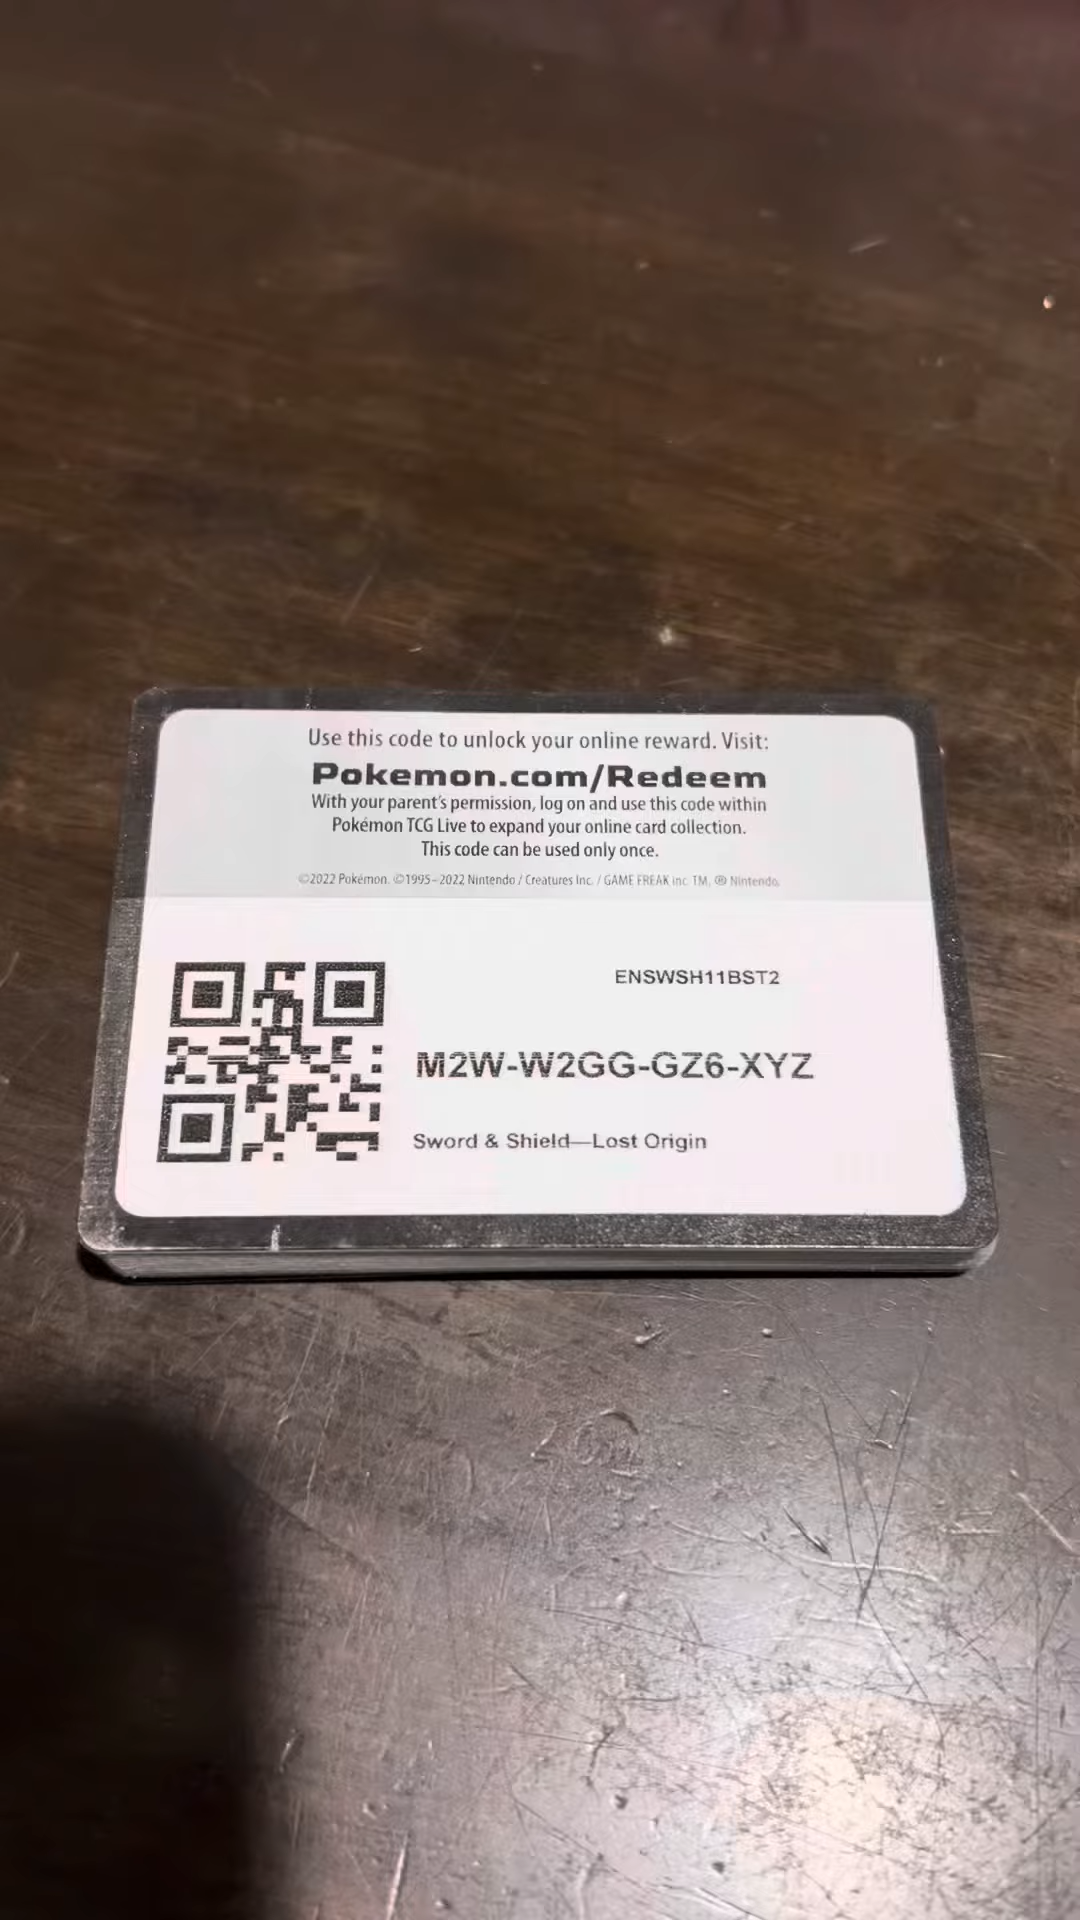 Use this code to unlock your online reward. Visit:
Pokemon.com/Redeem
With your parent's permission, log on and use this code within
Pokémon TCG Live to expand your online card collection.
This code can be used only once.
©2022 Pokémon. ©1995–2022 Nintendo / Creatures Inc. / GAME FREAK inc. TM, ® Nintendo.
ENSWSH11BST2
M2W-W2GG-GZ6-XYZ
Sword & Shield—Lost Origin